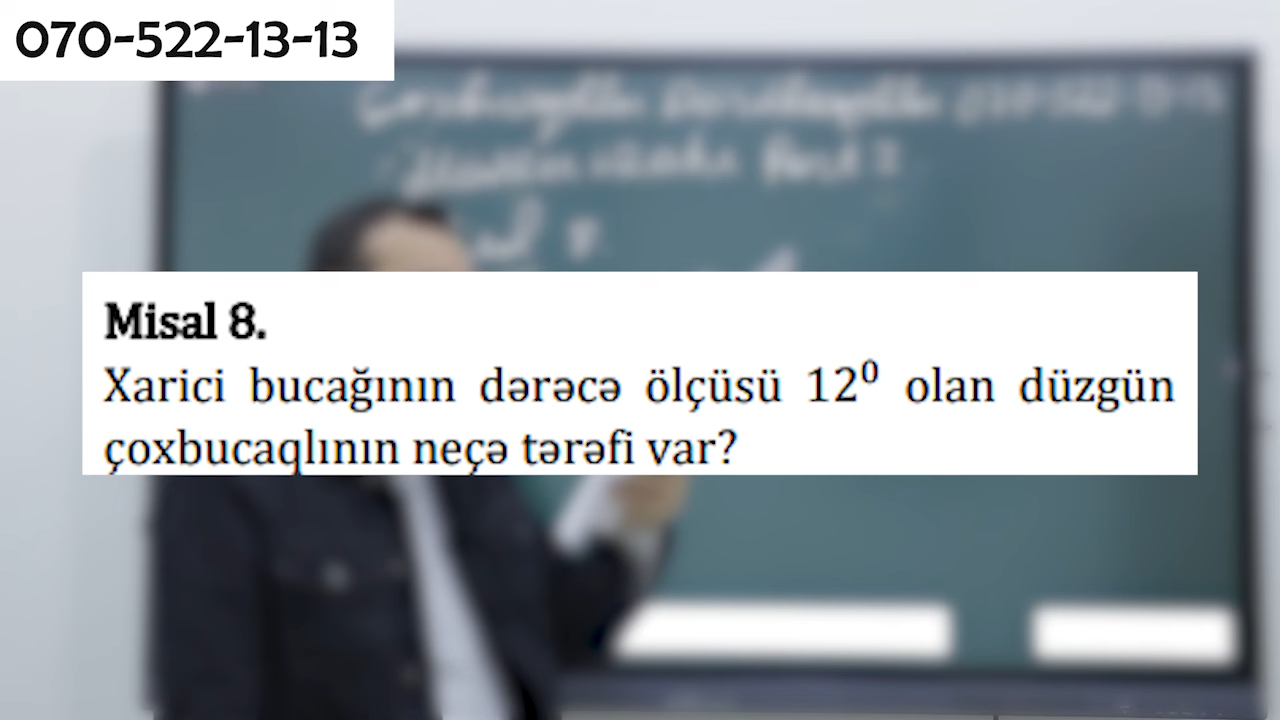 070-522-13-13
Misal 8.
Xarici bucağının dərəcə ölçüsü 12⁰ olan düzgün
çoxbucaqlının neçə tərəfi var?